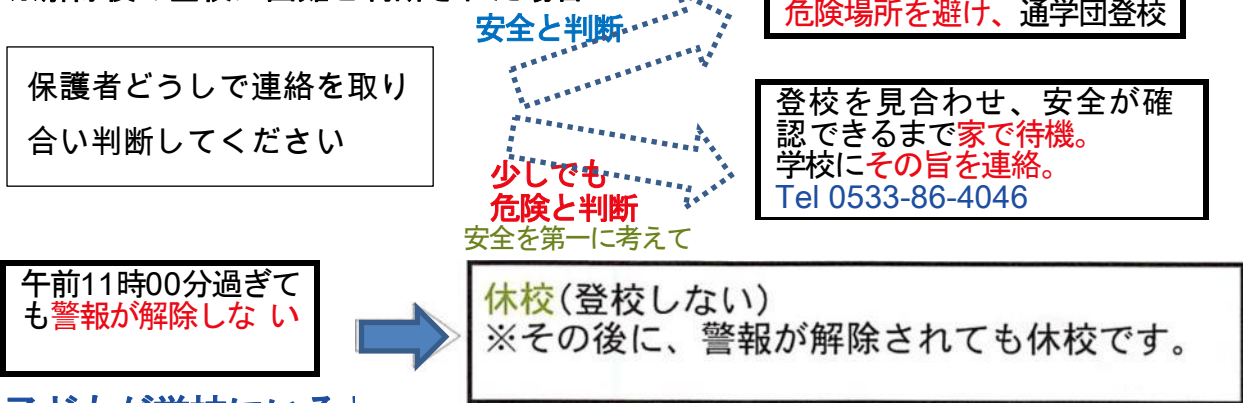 安全と判断
危険場所を避け、通学団登校
保護者どうしで連絡を取り
合い判断してください
登校を見合わせ、安全が確
認できるまで家で待機。
学校にその旨を連絡。
Tel 0533-86-4046
少しでも
危険と判断
安全を第一に考えて
午前11時00分過ぎて
も警報が解除しな い
休校(登校しない)
※その後に、警報が解除されても休校です。